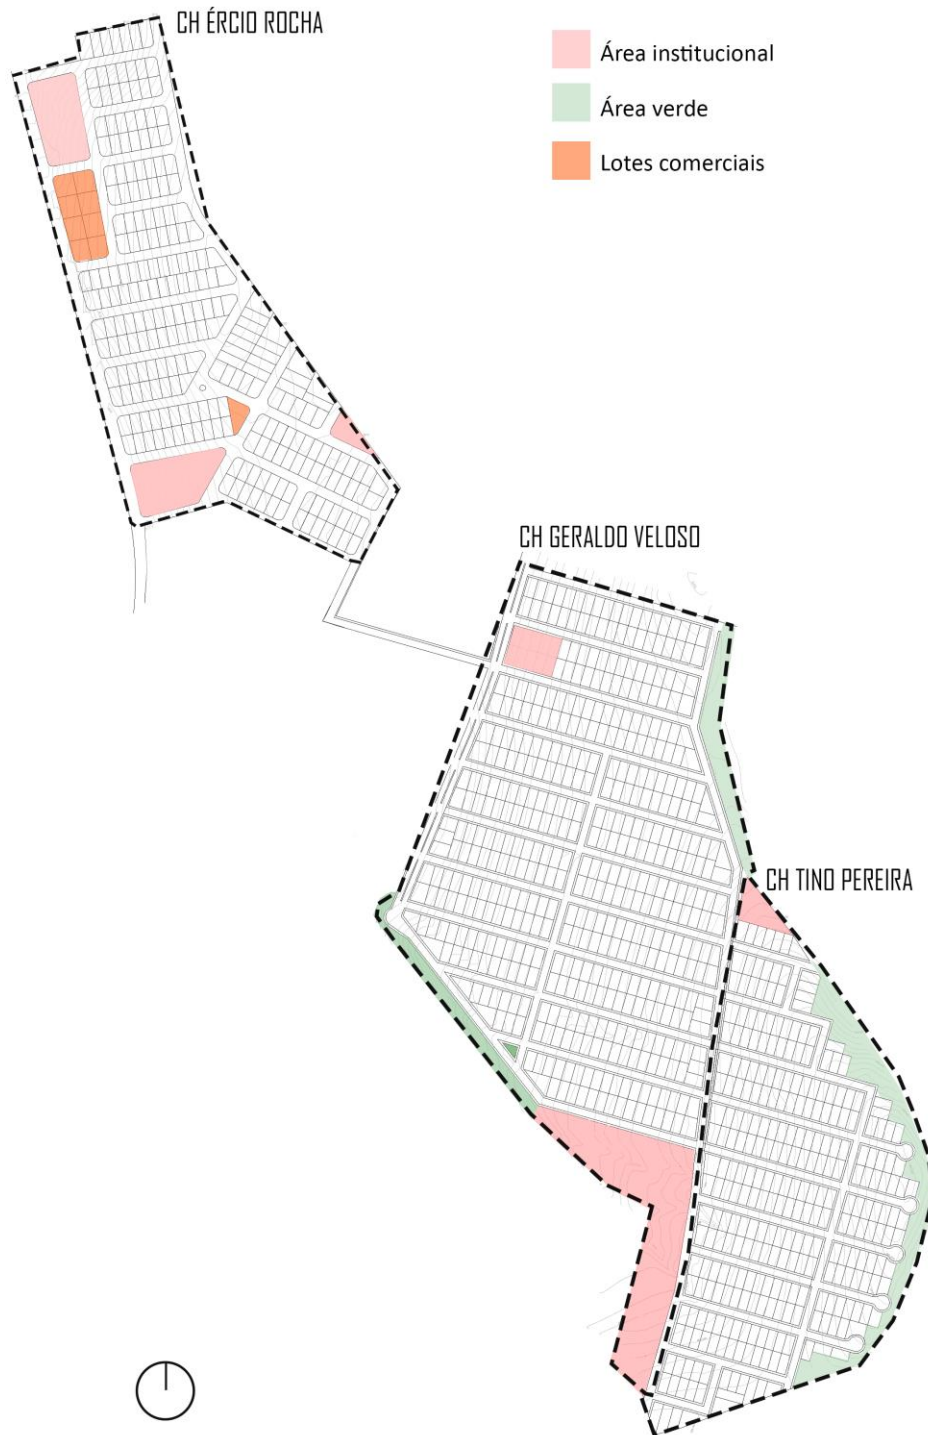 CH ÉRCIO ROCHA
Área institucional
Área verde
Lotes comerciais
CH GERALDO VELOSO
CH TINO PEREIRA